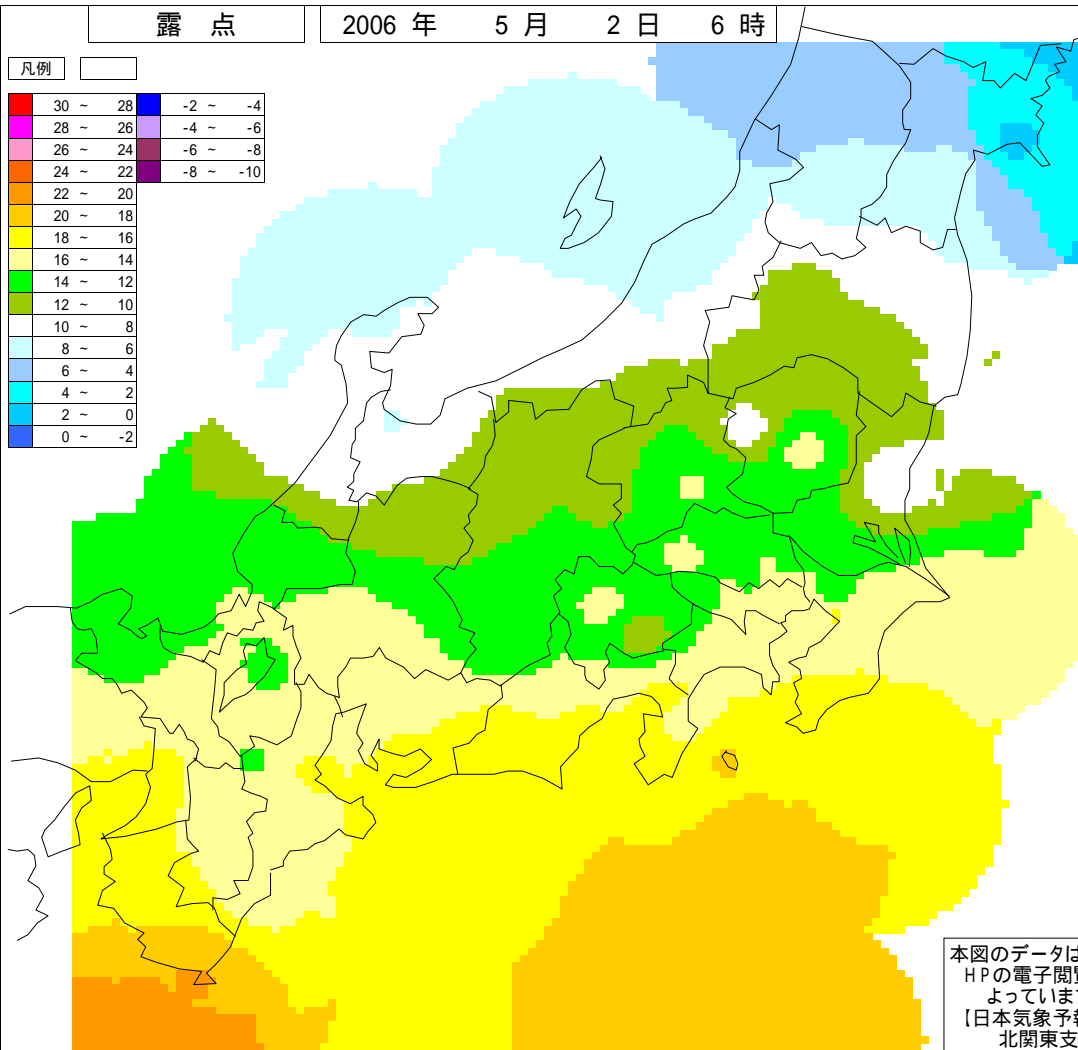 露　点
2006 年　5 月　2 日　6 時
凡例
30 ～ 28　-2 ～ -4
28 ～ 26　-4 ～ -6
26 ～ 24　-6 ～ -8
24 ～ 22　-8 ～ -10
22 ～ 20
20 ～ 18
18 ～ 16
16 ～ 14
14 ～ 12
12 ～ 10
10 ～ 8
8 ～ 6
6 ～ 4
4 ～ 2
2 ～ 0
0 ～ -2
本図のデータは
HPの電子閲覧
よっています
【日本気象予報
北関東支